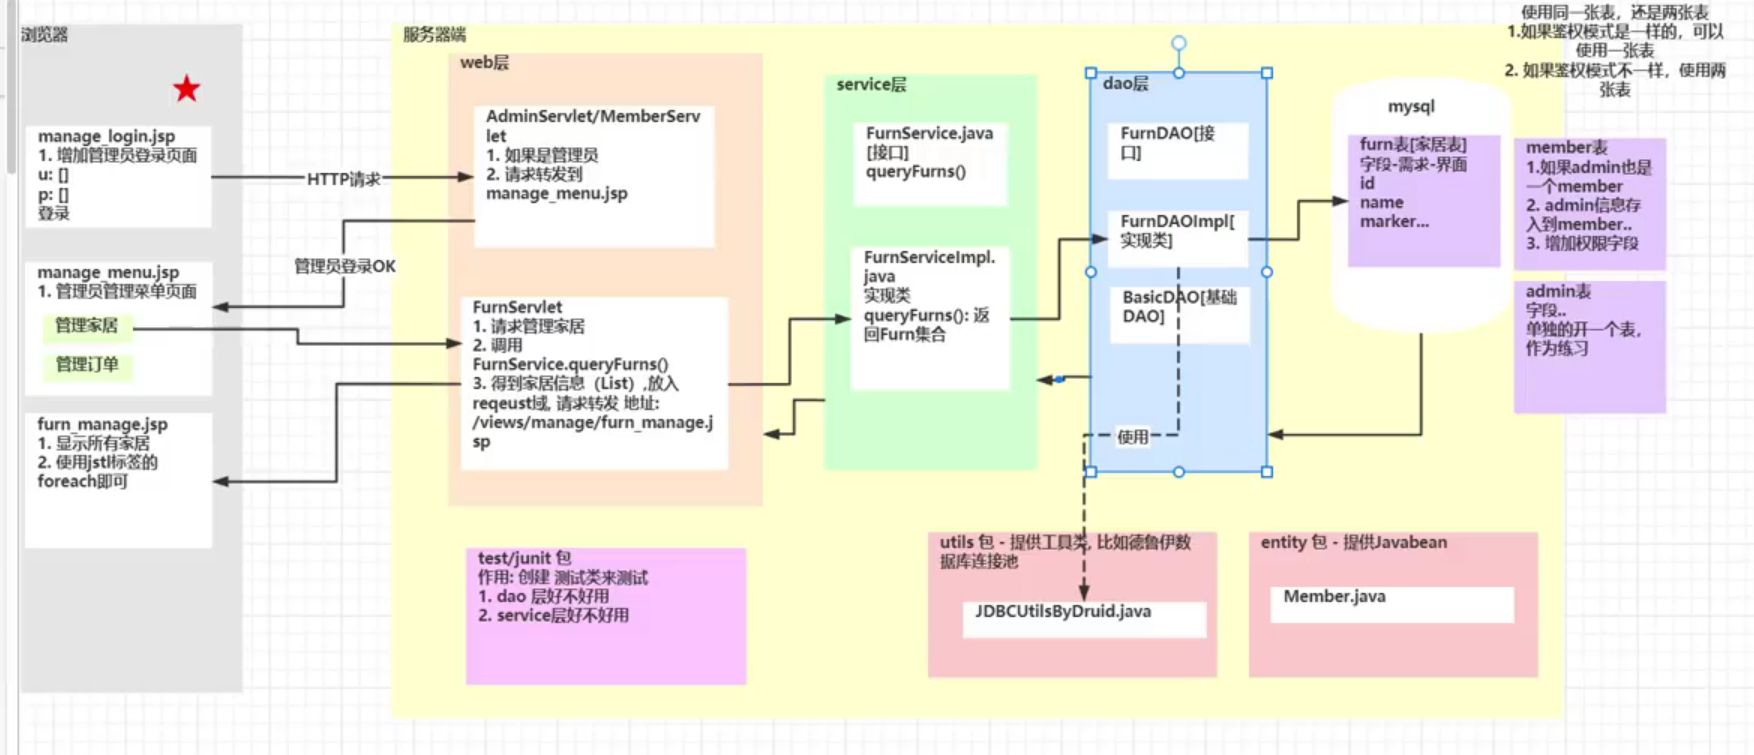 浏览器
manage_login.jsp
1. 增加管理员登录页面
u: []
p: []
登录
manage_menu.jsp
1. 管理员管理菜单页面
管理家居
管理订单
furn_manage.jsp
1. 显示所有家居
2. 使用jstl标签的
foreach即可
HTTP请求
管理员登录OK
服务器端
web层
AdminServlet/MemberServ
let
1. 如果是管理员
2. 请求转发到
manage_menu.jsp
FurnServlet
1. 请求管理家居
2. 调用
FurnService.queryFurns()
3. 得到家居信息（List）,放入
reqeust域, 请求转发 地址:
/views/manage/furn_manage.j
sp
service层
FurnService.java
[接口]
queryFurns()
FurnServiceImpl.
java
实现类
queryFurns(): 返
回Furn集合
dao层
FurnDAO[接
口]
FurnDAOImpl[
实现类]
BasicDAO[基础
DAO]
使用
mysql
furn表[家居表]
字段-需求-界面
id
name
marker...
使用同一张表，还是两张表
1.如果鉴权模式是一样的，可以
使用一张表
2. 如果鉴权模式不一样，使用两
张表
member表
1.如果admin也是
一个member
2. admin信息存
入到member..
3. 增加权限字段
admin表
字段..
单独的开一个表，
作为练习
test/junit 包
作用: 创建 测试类来测试
1. dao 层好不好用
2. service层好不好用
utils 包 - 提供工具类, 比如德鲁伊数
据库连接池
JDBCUtilsByDruid.java
entity 包 - 提供Javabean
Member.java